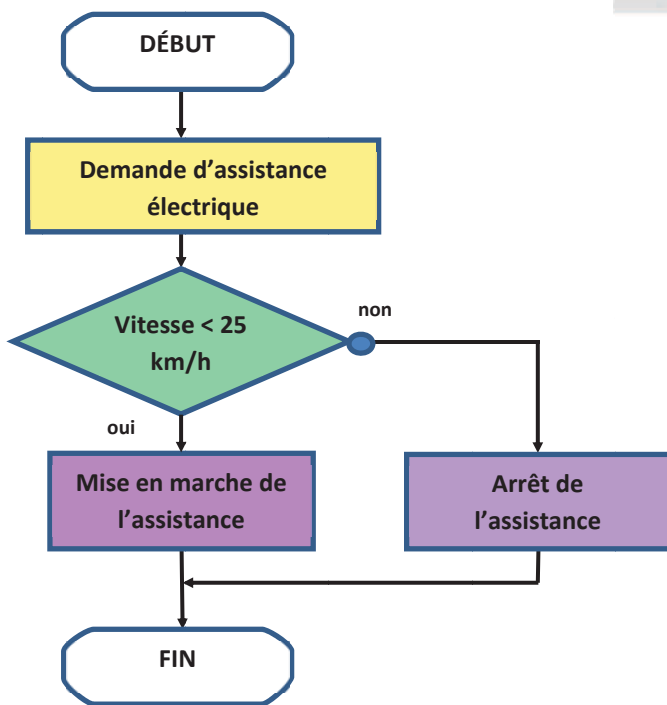 DÉBUT
Demande d’assistance
électrique
Vitesse < 25
km/h
non
oui
Mise en marche de
l’assistance
Arrêt de
l’assistance
FIN